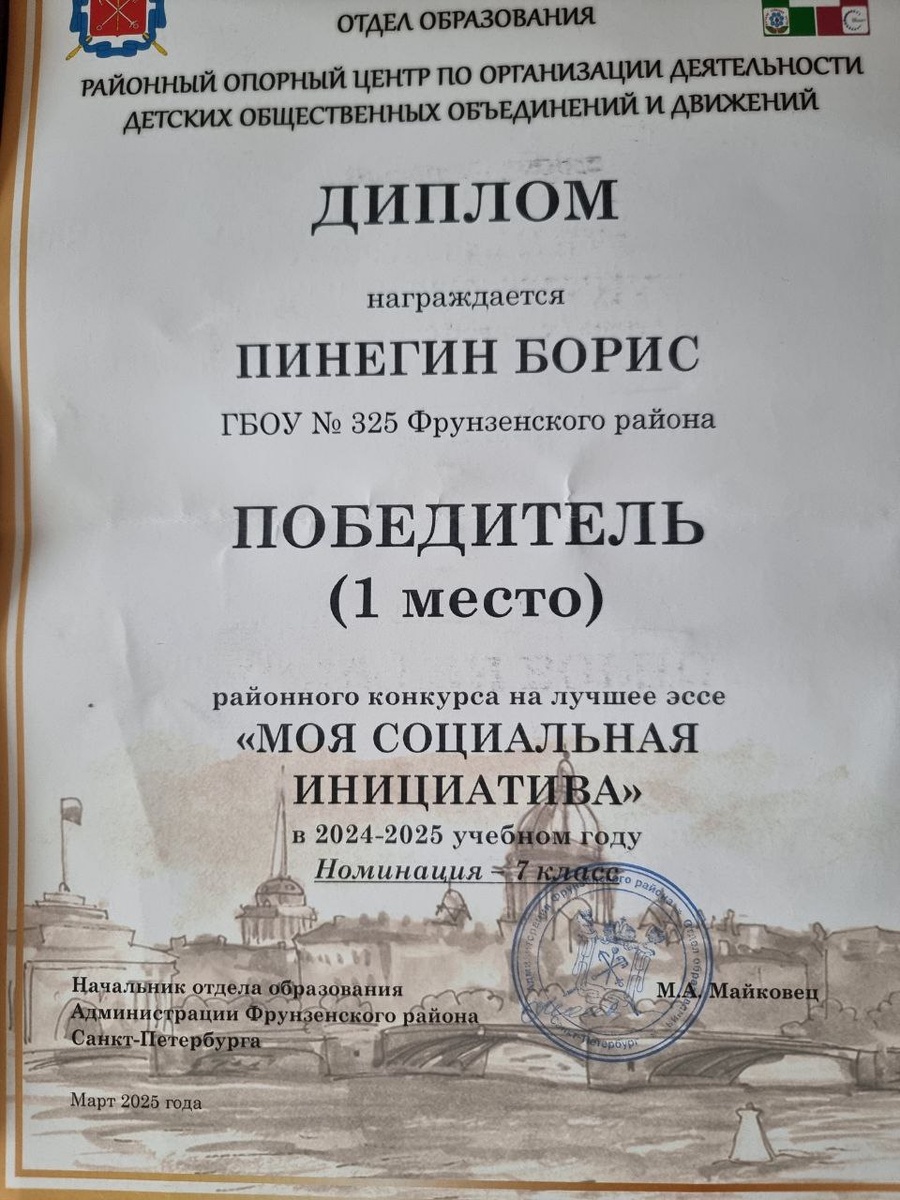 ОТДЕЛ ОБРАЗОВАНИЯ
РАЙОННЫЙ ОПОРНЫЙ ЦЕНТР ПО ОРГАНИЗАЦИИ ДЕЯТЕЛЬНОСТИ
ДЕТСКИХ ОБЩЕСТВЕННЫХ ОБЪЕДИНЕНИЙ И ДВИЖЕНИЙ
ДИПЛОМ
награждается
ПИНЕГИН БОРИС
ГБОУ № 325 Фрунзенского района
ПОБЕДИТЕЛЬ
(1 место)
районного конкурса на лучшее эссе
«МОЯ СОЦИАЛЬНАЯ
ИНИЦИАТИВА»
в 2024-2025 учебном году
Номинация – 7 класс
Начальник отдела образования
Администрации Фрунзенского района
Санкт-Петербурга
М.А. Майковец
Март 2025 года